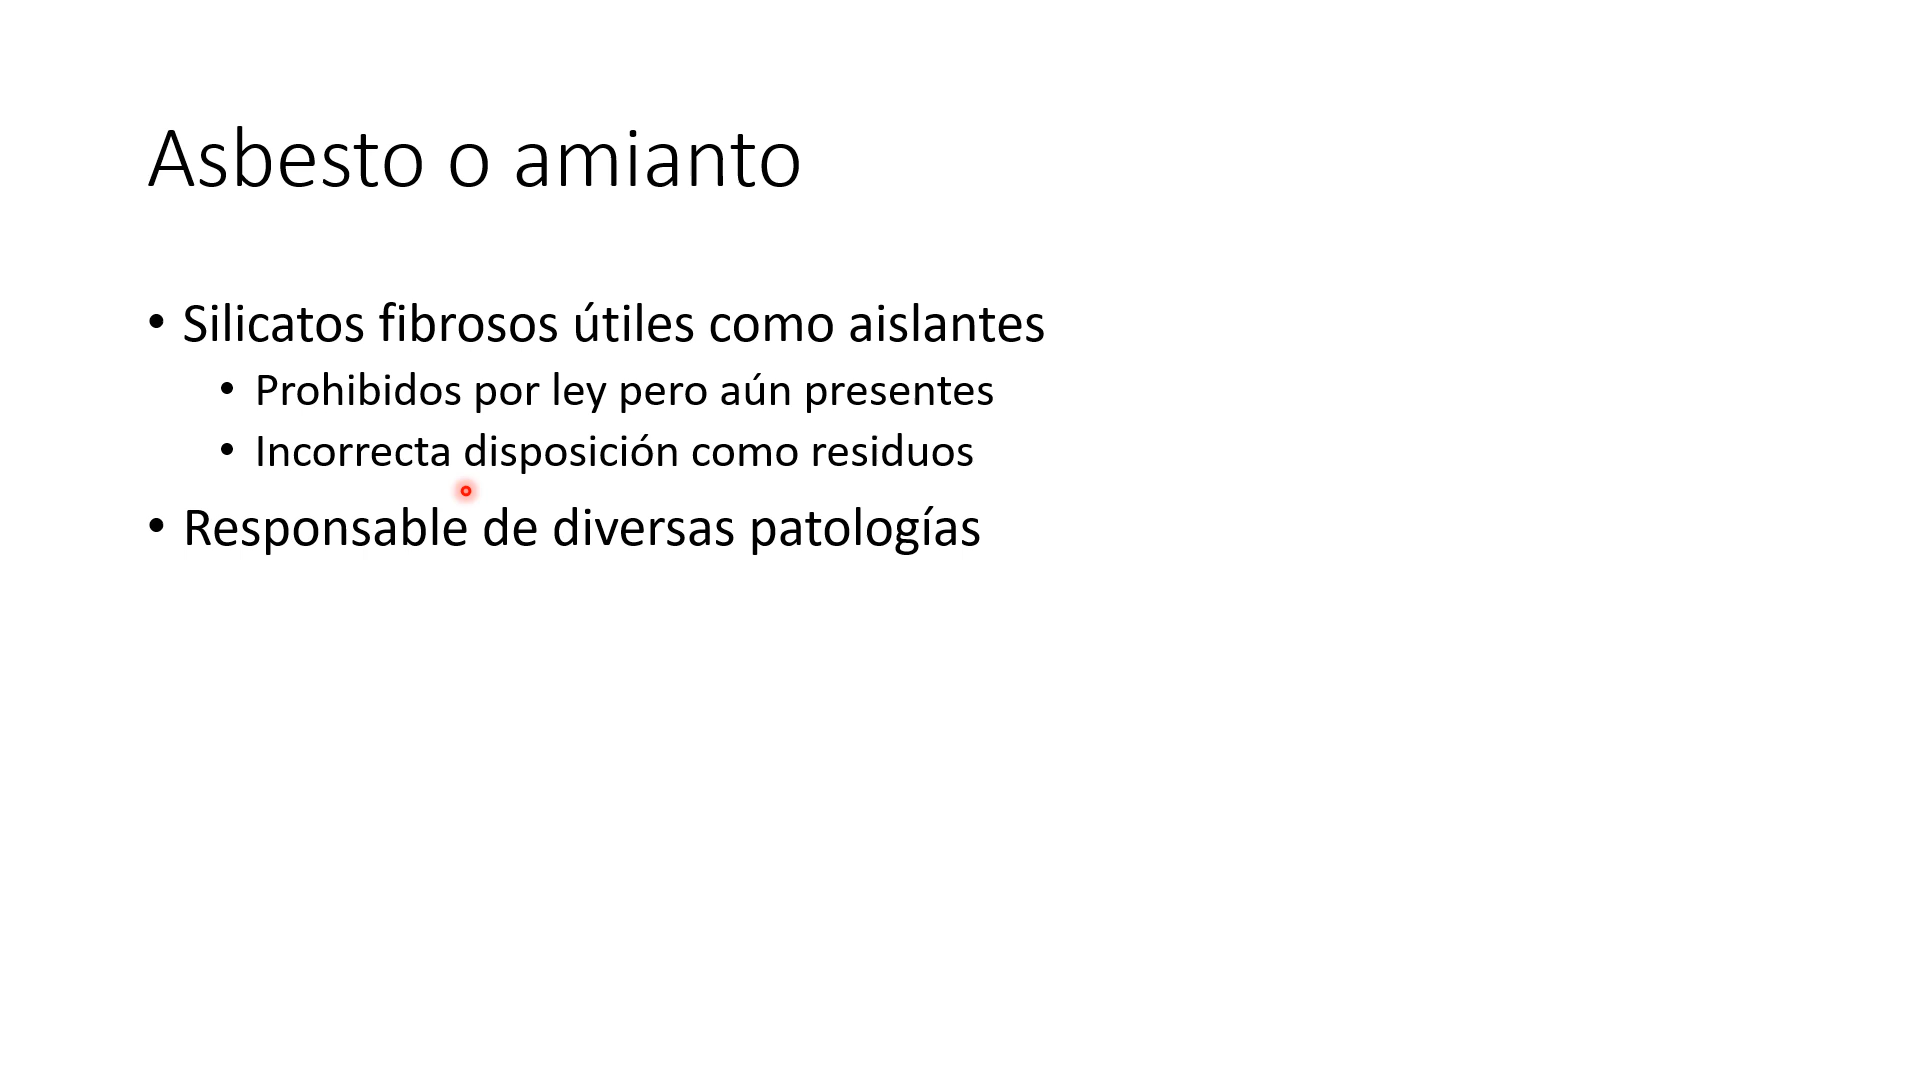 Asbesto o amianto
• Silicatos fibrosos útiles como aislantes
• Prohibidos por ley pero aún presentes
• Incorrecta disposición como residuos
• Responsable de diversas patologías